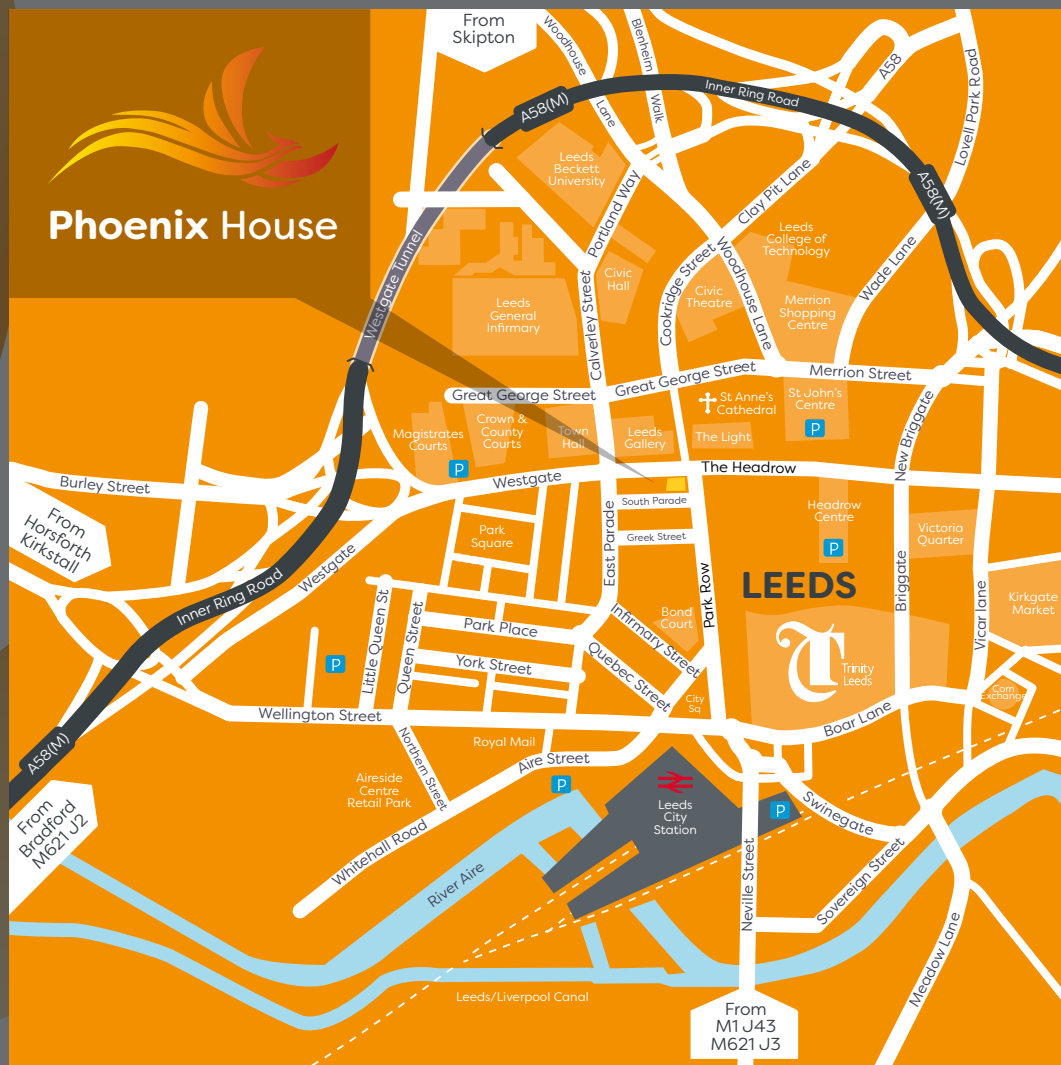 From
Skipton
Woodhouse
Lane
Blenheim
Walk
A58
Lovell Park Road
A58(M)
Inner Ring Road
A58(M)
Phoenix House
Leeds
Beckett
University
Portland Way
Clay Pit Lane
Leeds
College of
Technology
Woodhouse Lane
Wade Lane
Westgate Tunnel
Civic
Hall
Cookridge Street
Civic
Theatre
Merrion
Shopping
Centre
Leeds
General
Infirmary
Calverley Street
Great George Street
Great George Street
Merrion Street
St Anne's
Cathedral
St John's
Centre
P
New Briggate
Magistrates
Courts
P
Crown &
County
Courts
Town
Hall
Leeds
Gallery
The Light
The Headrow
Burley Street
Westgate
South Parade
Greek Street
East Parade
Park
Square
Headrow
Centre
P
Victoria
Quarter
From
Horsforth
Kirkstall
Westgate
Inner Ring Road
LEEDS
Park Row
Briggate
Vicar lane
Kirkgate
Market
Bond
Court
Infirmary Street
Park Place
York Street
Quebec Street
Little Queen St
Queen Street
P
T
Trinity
Leeds
Corn
Exchange
City
Sq
Wellington Street
Boar Lane
Northern Street
Royal Mail
Aire Street
A58(M)
Aireside
Centre
Retail Park
P
Leeds
City
Station
P
Swinegate
From
Bradford
M621 J2
Whitehall Road
River Aire
Neville Street
Sovereign Street
Meadow Lane
Leeds/Liverpool Canal
From
M1 J43
M621 J3